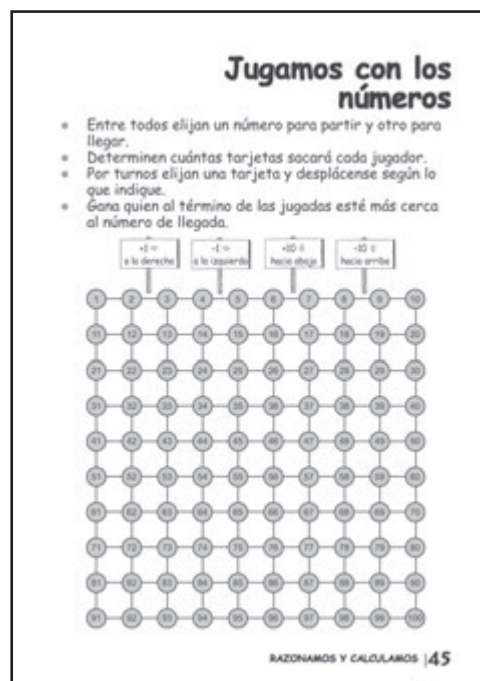 Jugamos con los
números
Entre todos elijan un número para partir y otro para
llegar.
Determinen cuántas tarjetas sacará cada jugador.
Por turnos elijan una tarjeta y desplácense según lo
que indique.
Gana quien al término de las jugadas esté más cerca
al número de llegada.
+1 ⇨ -1 ⇦ +10 ⇩ -10 ⇧
a la derecha a la izquierda hacia abajo hacia arriba
1 2 3 4 5 6 7 8 9 10
11 12 13 14 15 16 17 18 19 20
21 22 23 24 25 26 27 28 29 30
31 32 33 34 35 36 37 38 39 40
41 42 43 44 45 46 47 48 49 50
51 52 53 54 55 56 57 58 59 60
61 62 63 64 65 66 67 68 69 70
71 72 73 74 75 76 77 78 79 80
81 82 83 84 85 86 87 88 89 90
91 92 93 94 95 96 97 98 99 100
RAZONAMOS Y CALCULAMOS |45